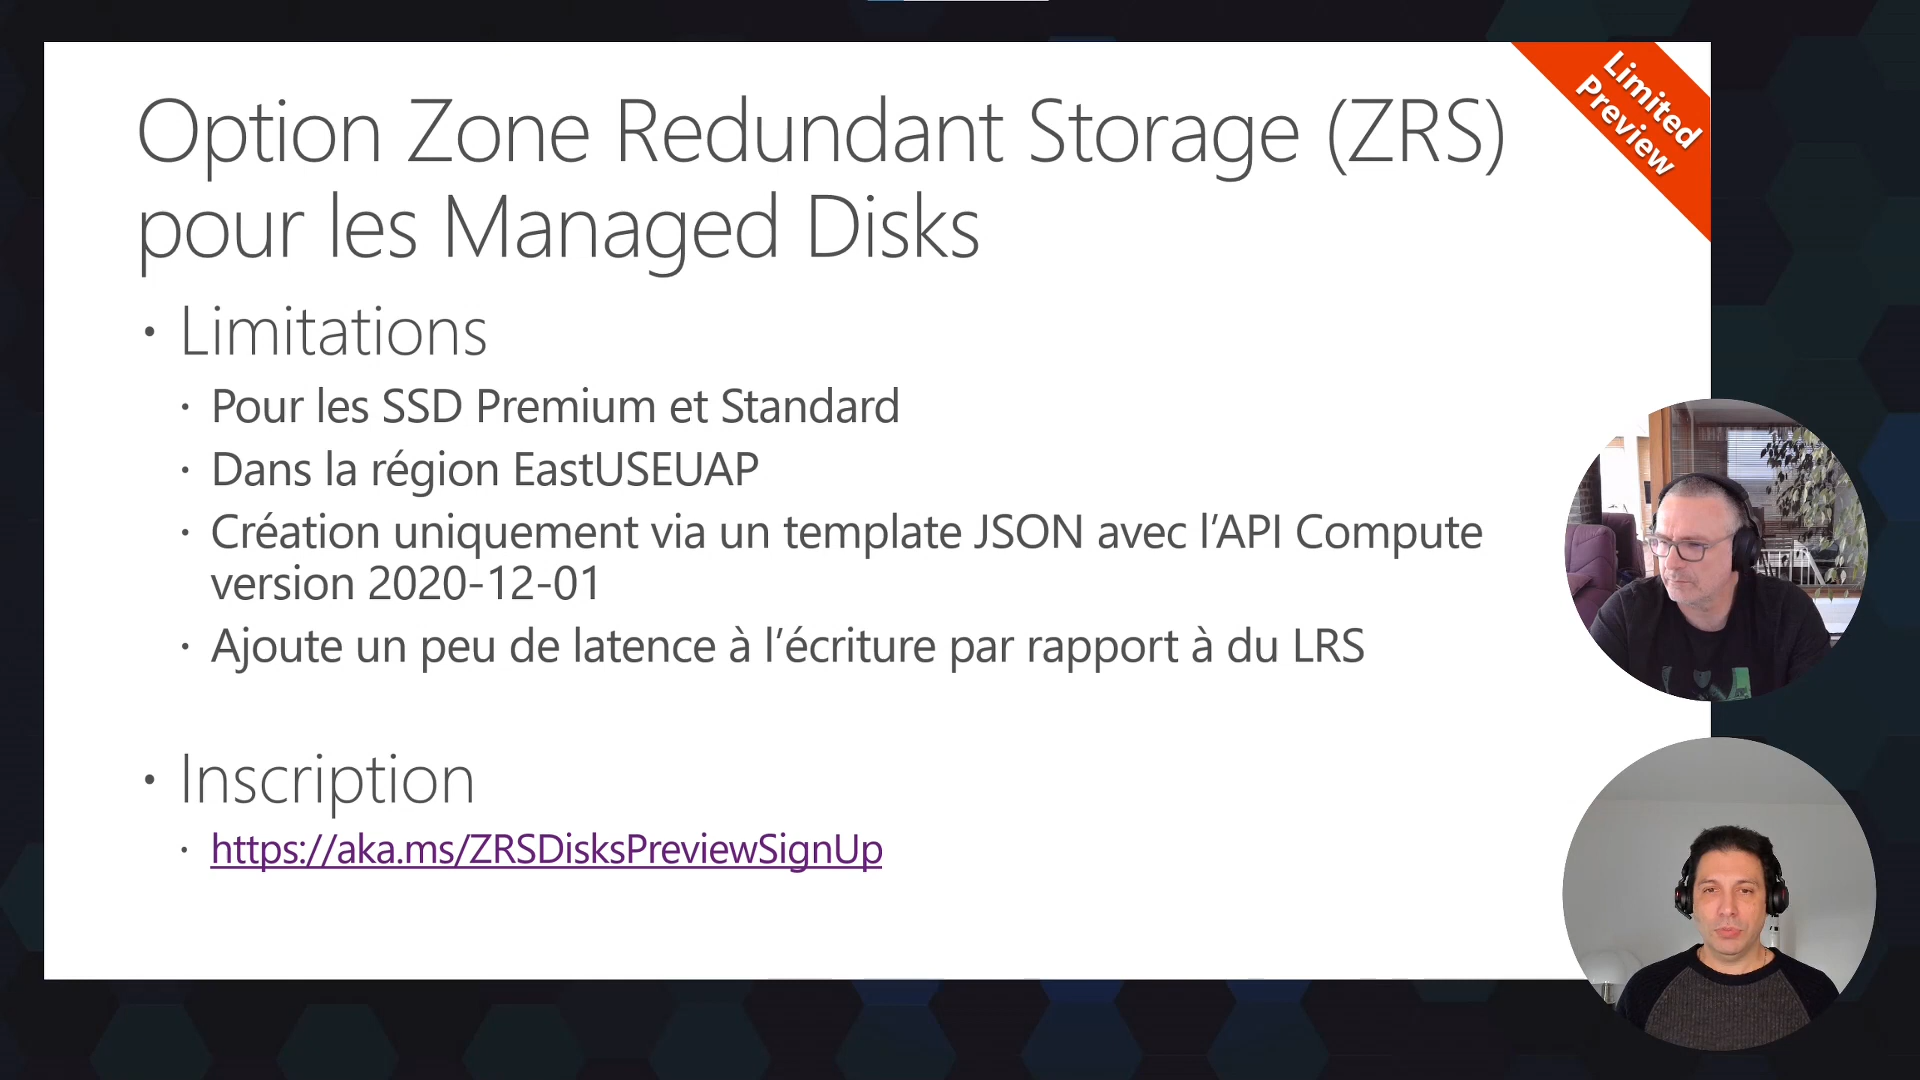 Option Zone Redundant Storage (ZRS)
pour les Managed Disks
Limited
Preview
• Limitations
• Pour les SSD Premium et Standard
• Dans la région EastUSEUAP
• Création uniquement via un template JSON avec l’API Compute
version 2020-12-01
• Ajoute un peu de latence à l’écriture par rapport à du LRS
• Inscription
• https://aka.ms/ZRSDisksPreviewSignUp